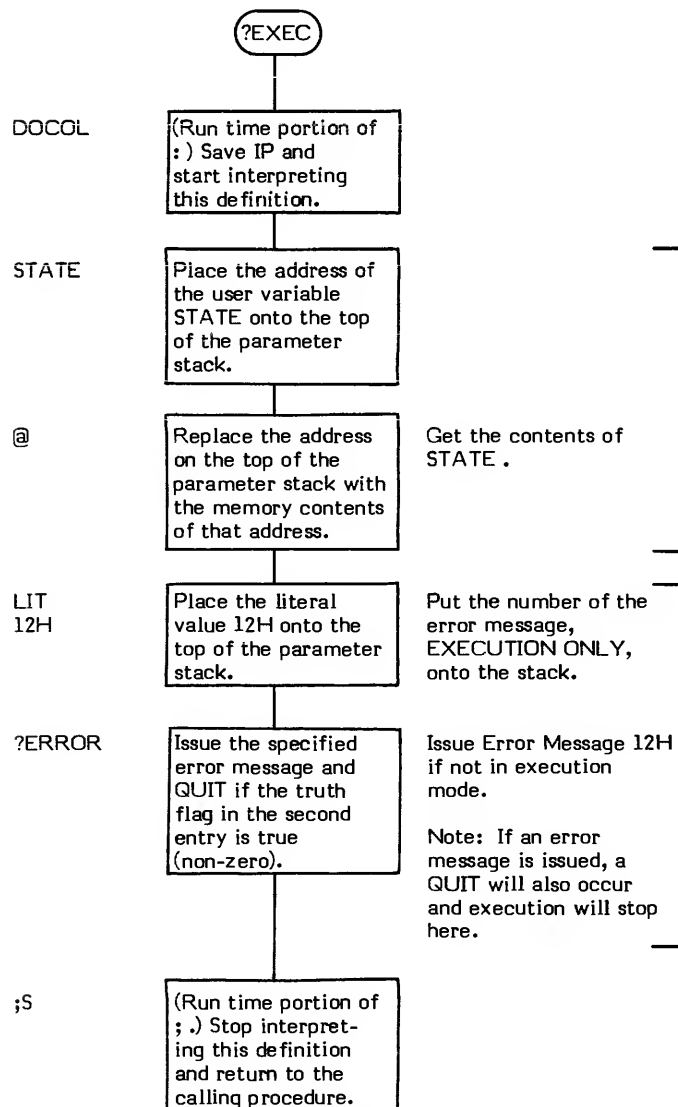 ?EXEC
DOCOL
(Run time portion of
: ) Save IP and
start interpreting
this definition.
STATE
Place the address of
the user variable
STATE onto the top
of the parameter
stack.
@
Replace the address
on the top of the
parameter stack with
the memory contents
of that address.
Get the contents of
STATE .
LIT
12H
Place the literal
value 12H onto the
top of the parameter
stack.
Put the number of the
error message,
EXECUTION ONLY,
onto the stack.
?ERROR
Issue the specified
error message and
QUIT if the truth
flag in the second
entry is true
(non-zero).
Issue Error Message 12H
if not in execution
mode.
Note: If an error
message is issued, a
QUIT will also occur
and execution will stop
here.
;S
(Run time portion of
; .) Stop interpret-
ing this definition
and return to the
calling procedure.